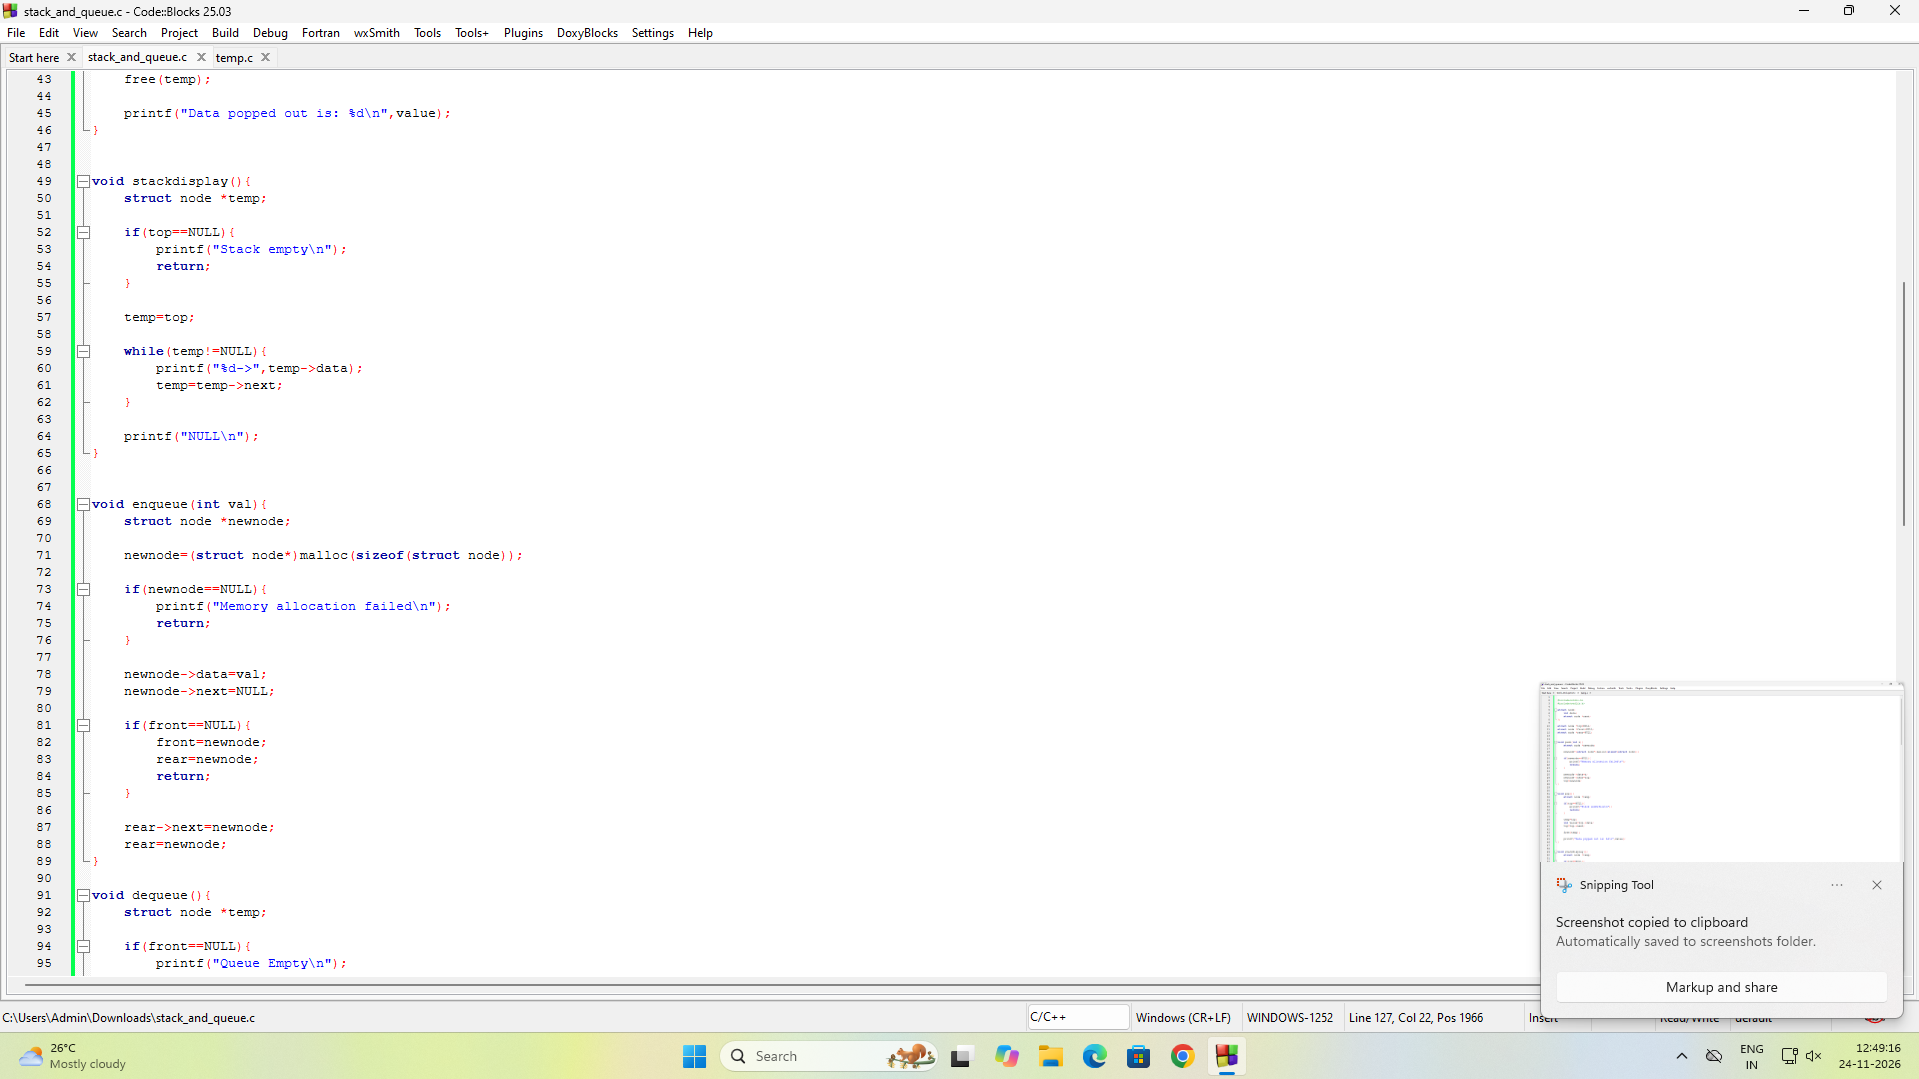 stack_and_queue.c - Code::Blocks 25.03
File Edit View Search Project Build Debug Fortran wxSmith Tools Tools+ Plugins DoxyBlocks Settings Help
Start here stack_and_queue.c temp.c
43 free(temp);
44
45 printf("Data popped out is: %d\n",value);
46 }
47
48
49 void stackdisplay(){
50 struct node *temp;
51
52 if(top==NULL){
53 printf("Stack empty\n");
54 return;
55 }
56
57 temp=top;
58
59 while(temp!=NULL){
60 printf("%d->",temp->data);
61 temp=temp->next;
62 }
63
64 printf("NULL\n");
65 }
66
67
68 void enqueue(int val){
69 struct node *newnode;
70
71 newnode=(struct node*)malloc(sizeof(struct node));
72
73 if(newnode==NULL){
74 printf("Memory allocation failed\n");
75 return;
76 }
77
78 newnode->data=val;
79 newnode->next=NULL;
80
81 if(front==NULL){
82 front=newnode;
83 rear=newnode;
84 return;
85 }
86
87 rear->next=newnode;
88 rear=newnode;
89 }
90
91 void dequeue(){
92 struct node *temp;
93
94 if(front==NULL){
95 printf("Queue Empty\n");
Snipping Tool
Screenshot copied to clipboard
Automatically saved to screenshots folder.
Markup and share
C:\Users\Admin\Downloads\stack_and_queue.c C/C++ Windows (CR+LF) WINDOWS-1252 Line 127, Col 22, Pos 1966 Insert Read/Write default
26°C
Mostly cloudy
Search
ENG
IN
12:49:16
24-11-2026